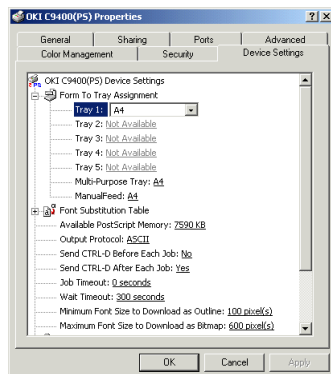 OKI C9400(PS) Properties
General Sharing Ports Advanced
Color Management Security Device Settings
OKI C9400(PS) Device Settings
Form To Tray Assignment
Tray 1: A4
Tray 2: Not Available
Tray 3: Not Available
Tray 4: Not Available
Tray 5: Not Available
Multi-Purpose Tray: A4
ManualFeed: A4
Font Substitution Table
Available PostScript Memory: 7590 KB
Output Protocol: ASCII
Send CTRL-D Before Each Job: No
Send CTRL-D After Each Job: Yes
Job Timeout: 0 seconds
Wait Timeout: 300 seconds
Minimum Font Size to Download as Outline: 100 pixel(s)
Maximum Font Size to Download as Bitmap: 600 pixel(s)
OK Cancel Apply